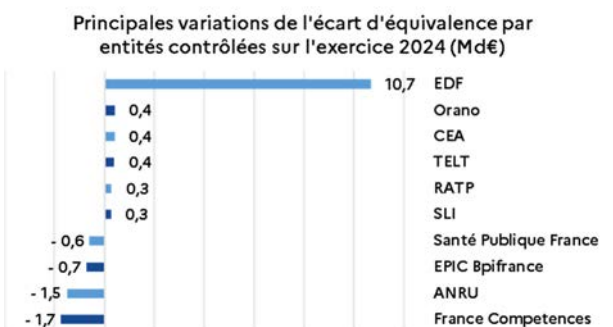 Principales variations de l'écart d'équivalence par
entités contrôlées sur l'exercice 2024 (Md€)
10,7 EDF
0,4 Orano
0,4 CEA
0,4 TELT
0,3 RATP
0,3 SLI
- 0,6 Santé Publique France
- 0,7 EPIC Bpifrance
- 1,5 ANRU
- 1,7 France Competences